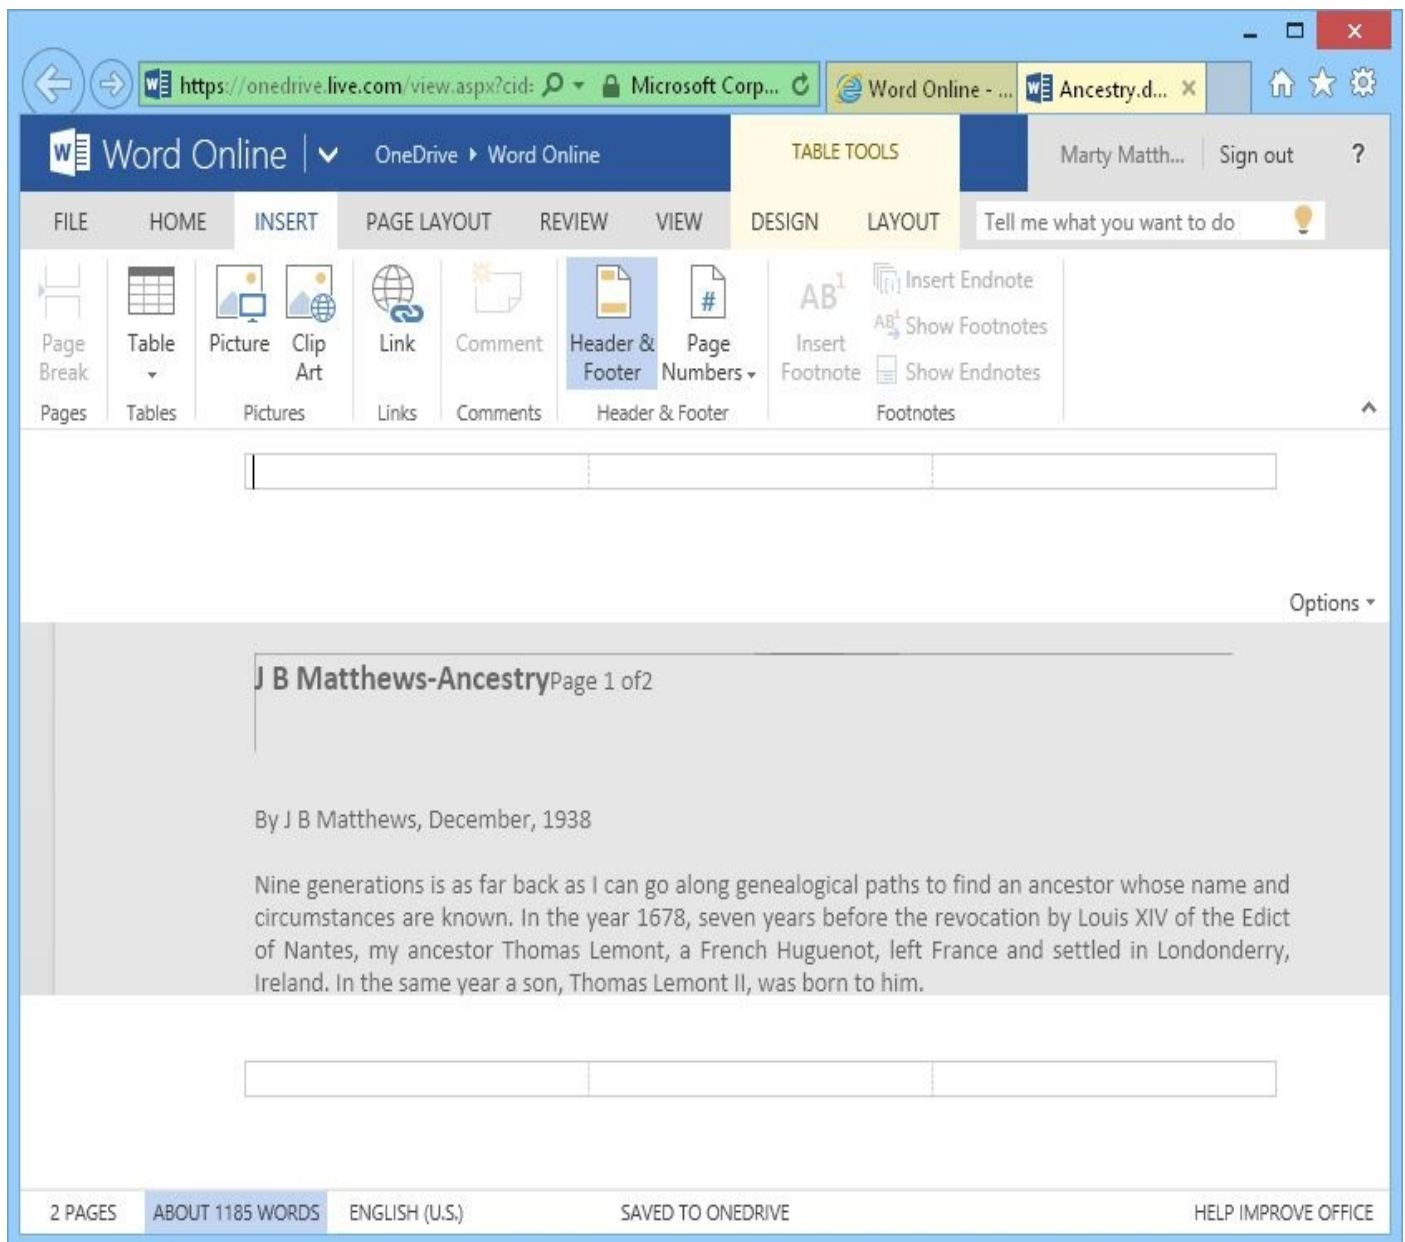 https://onedrive.live.com/view.aspx?cid: Microsoft Corp... Word Online - ... Ancestry.d...
Word Online OneDrive Word Online TABLE TOOLS Marty Matth... Sign out ?
FILE HOME INSERT PAGE LAYOUT REVIEW VIEW DESIGN LAYOUT Tell me what you want to do
Page Break
Table
Picture
Clip Art
Link
Comment
Header & Footer
# Page Numbers
AB1 Insert Footnote
Insert Endnote
AB1 Show Footnotes
Show Endnotes
Pages Tables Pictures Links Comments Header & Footer Footnotes
Options
J B Matthews-AncestryPage 1 of2
By J B Matthews, December, 1938
Nine generations is as far back as I can go along genealogical paths to find an ancestor whose name and
circumstances are known. In the year 1678, seven years before the revocation by Louis XIV of the Edict
of Nantes, my ancestor Thomas Lemont, a French Huguenot, left France and settled in Londonderry,
Ireland. In the same year a son, Thomas Lemont II, was born to him.
2 PAGES ABOUT 1185 WORDS ENGLISH (U.S.) SAVED TO ONEDRIVE HELP IMPROVE OFFICE